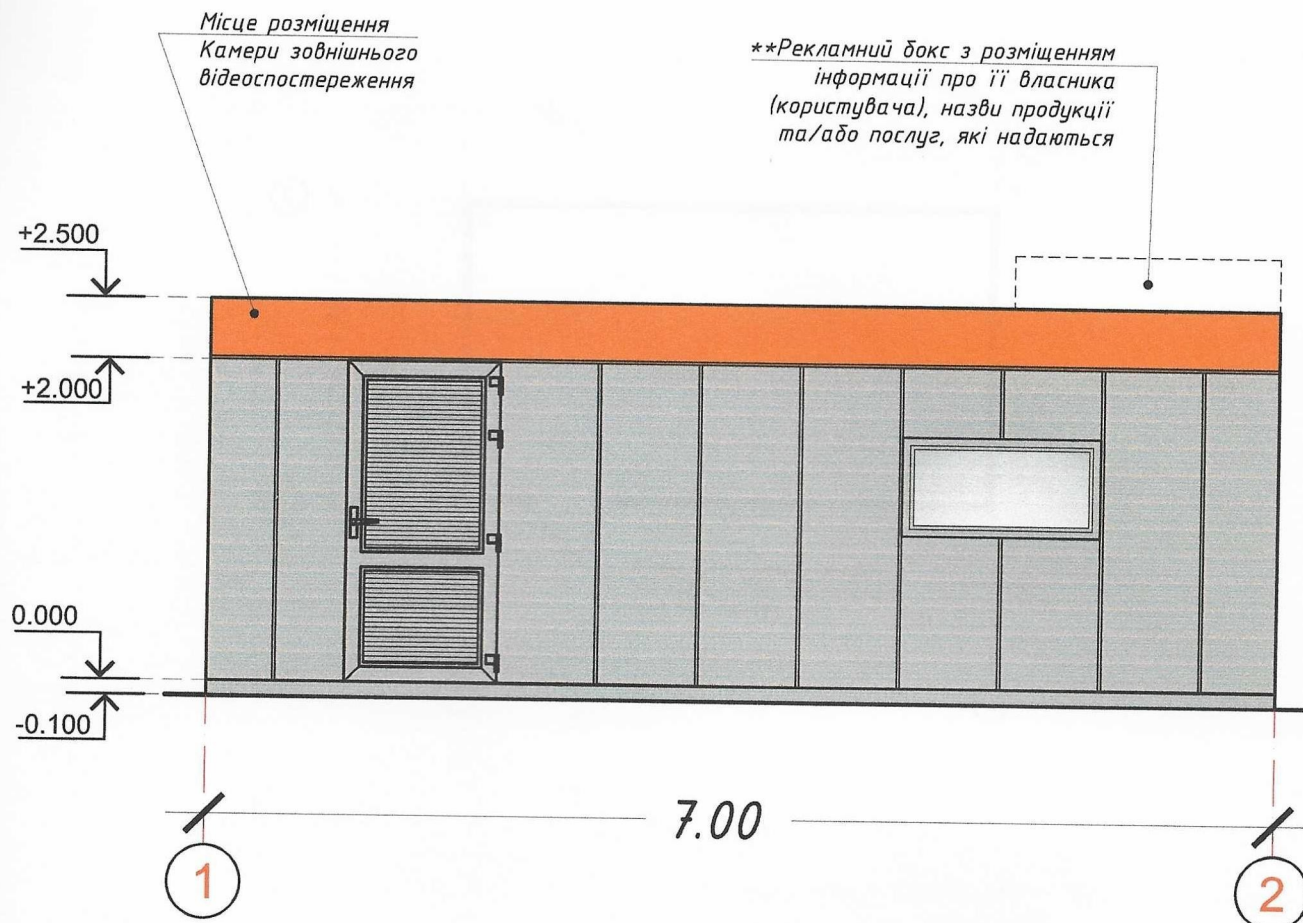 Місце розміщення
Камери зовнішнього
відеоспостереження
**Рекламний бокс з розміщенням
інформації про її власника
(користувача), назви продукції
та/або послуг, які надаються
+2.500
+2.000
0.000
-0.100
7.00
1
2